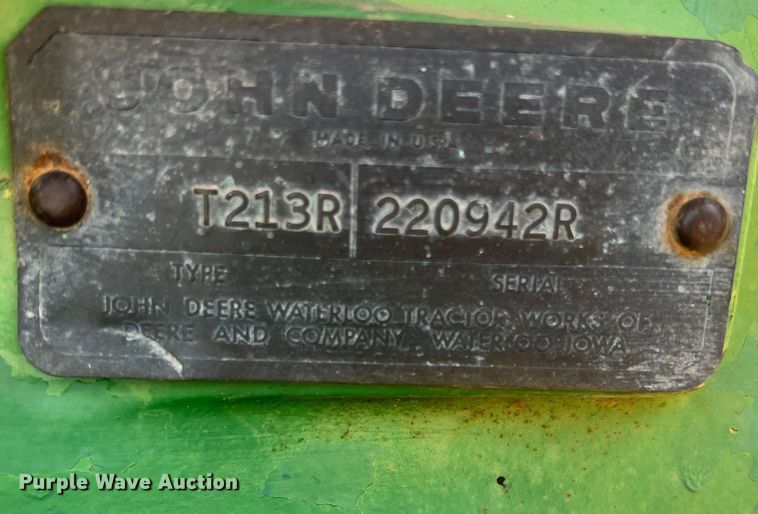 JOHN DEERE
MADE IN U.S.A.
T213R 220942R
TYPE SERIAL
JOHN DEERE WATERLOO TRACTOR WORKS OF
DEERE AND COMPANY, WATERLOO IOWA
Purple Wave Auction